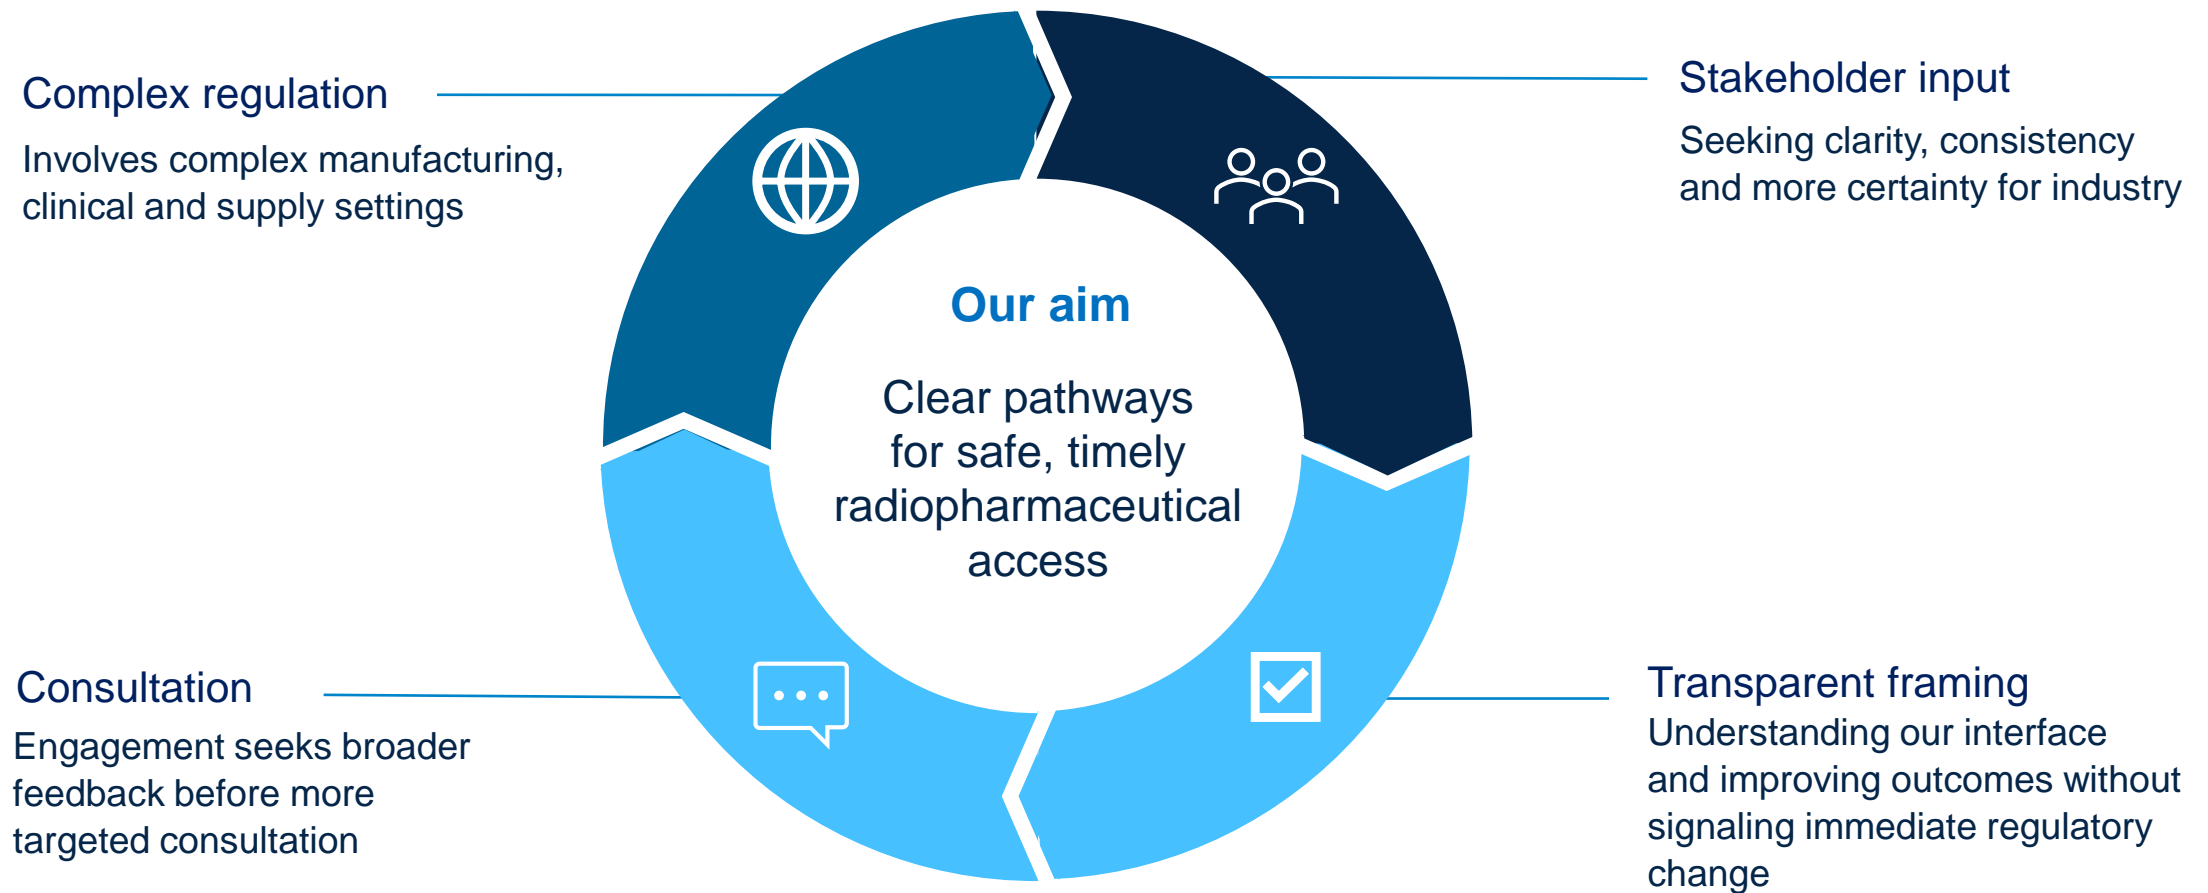 Complex regulation
Involves complex manufacturing,
clinical and supply settings
Stakeholder input
Seeking clarity, consistency
and more certainty for industry
Our aim
Clear pathways
for safe, timely
radiopharmaceutical
access
Consultation
Engagement seeks broader
feedback before more
targeted consultation
Transparent framing
Understanding our interface
and improving outcomes without
signaling immediate regulatory
change